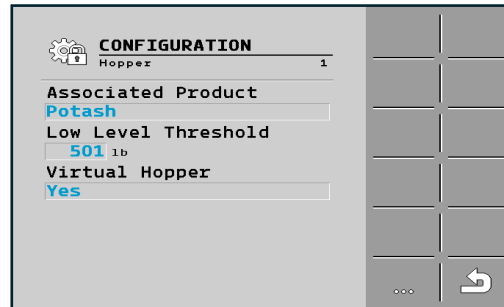 CONFIGURATION
Hopper 1
Associated Product
Potash
Low Level Threshold
501 lb
Virtual Hopper
Yes
...